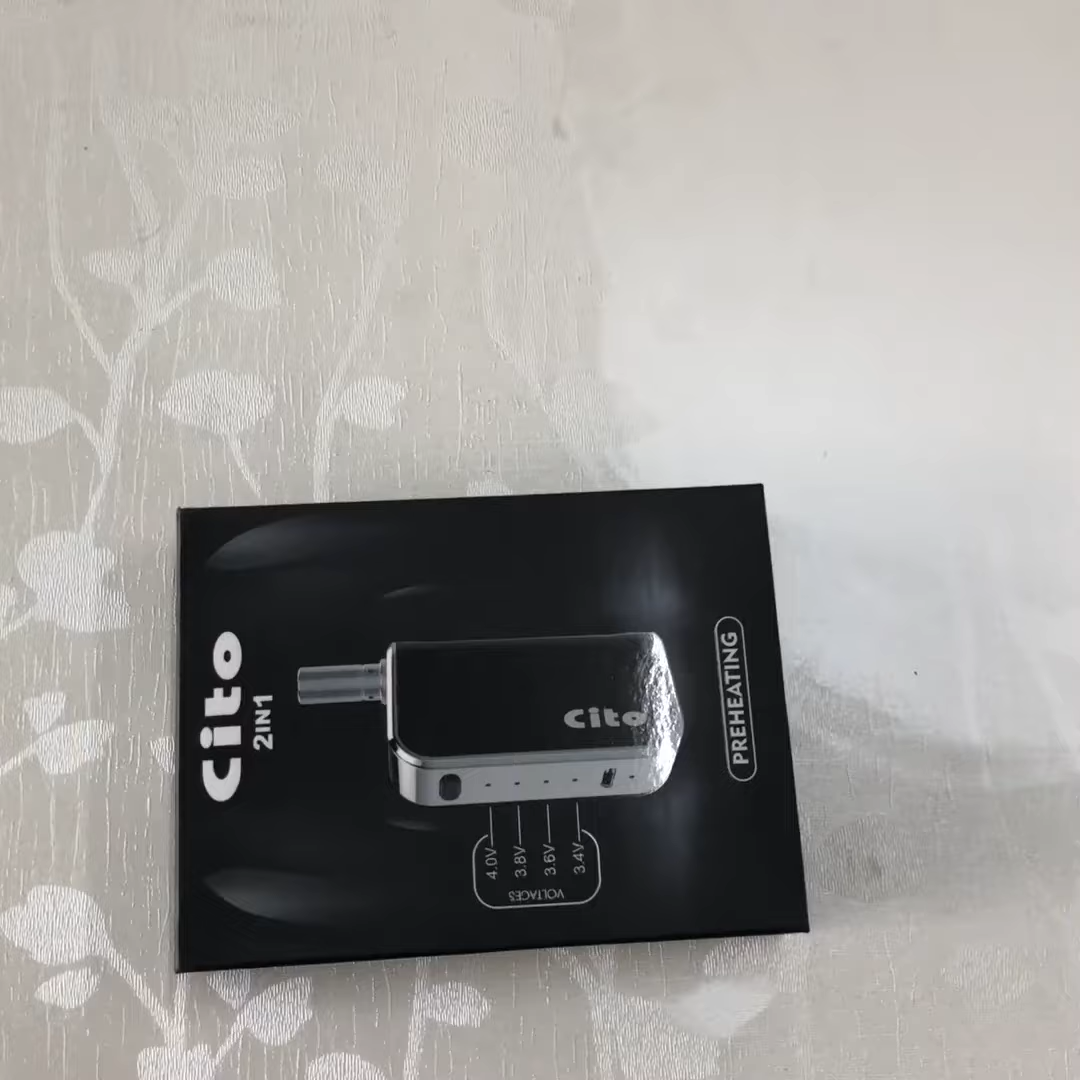 Cito
2IN1
Cito
4.0V
3.8V
3.6V
3.4V
VOLTAGES
PREHEATING